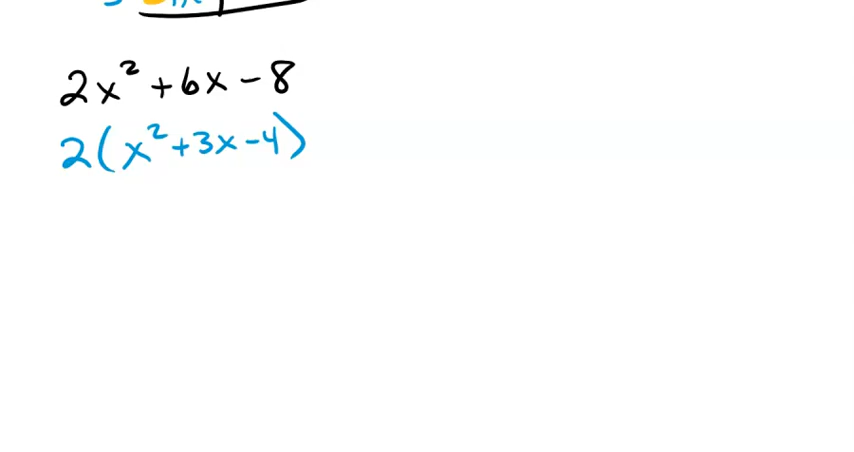 2x² + 6x - 8
2(x² + 3x - 4)